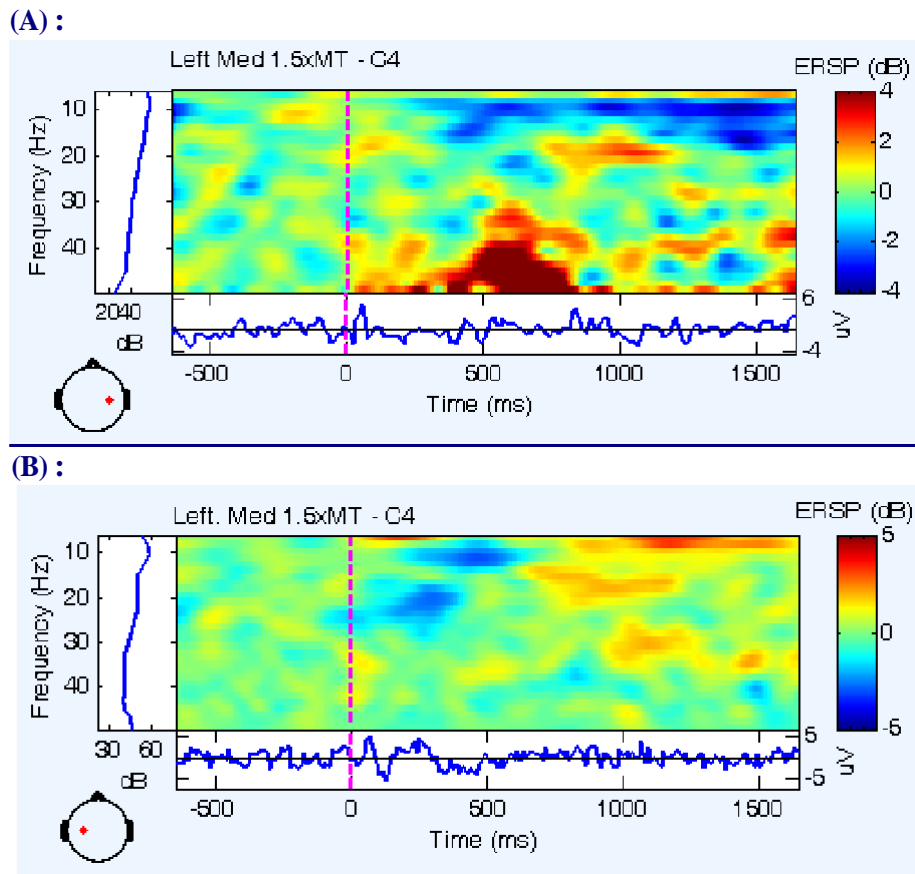 (A) :
Left Med 1.5xMT - C4
ERSP (dB)
Frequency (Hz)
10
20
30
40
4
2
0
-2
-4
20 40
dB
6
-4
uV
-500
0
500
1000
1500
Time (ms)
(B) :
Left. Med 1.5xMT - C4
ERSP (dB)
Frequency (Hz)
10
20
30
40
5
0
-5
30 60
dB
5
-5
uV
-500
0
500
1000
1500
Time (ms)